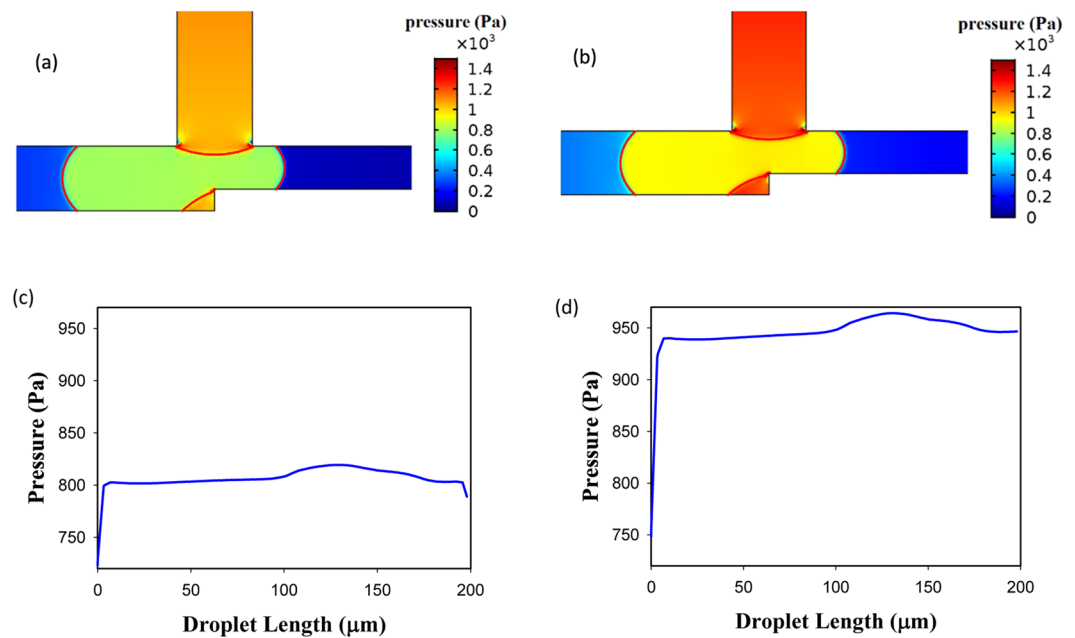 (a)
pressure (Pa)
×10³
1.4
1.2
1
0.8
0.6
0.4
0.2
0
(b)
pressure (Pa)
×10³
1.4
1.2
1
0.8
0.6
0.4
0.2
0
(c)
Pressure (Pa)
950
900
850
800
750
0 50 100 150 200
Droplet Length (μm)
(d)
Pressure (Pa)
950
900
850
800
750
0 50 100 150 200
Droplet Length (μm)